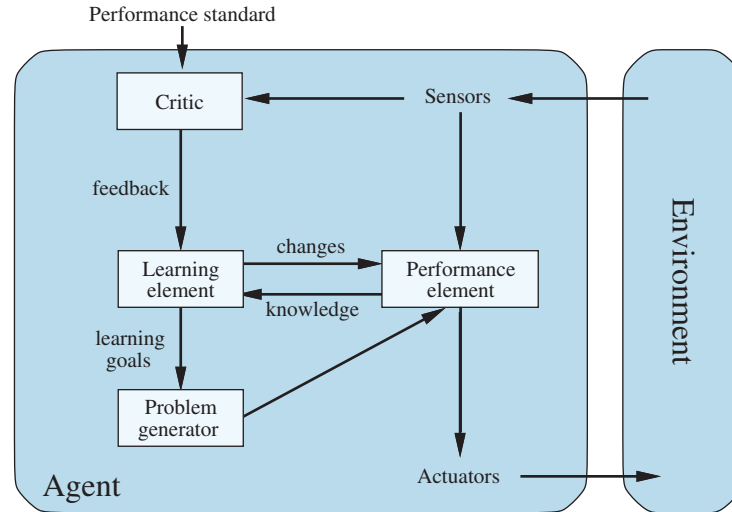 Performance standard
Critic
Sensors
feedback
changes
Learning
element
Performance
element
knowledge
learning
goals
Problem
generator
Agent
Actuators
Environment